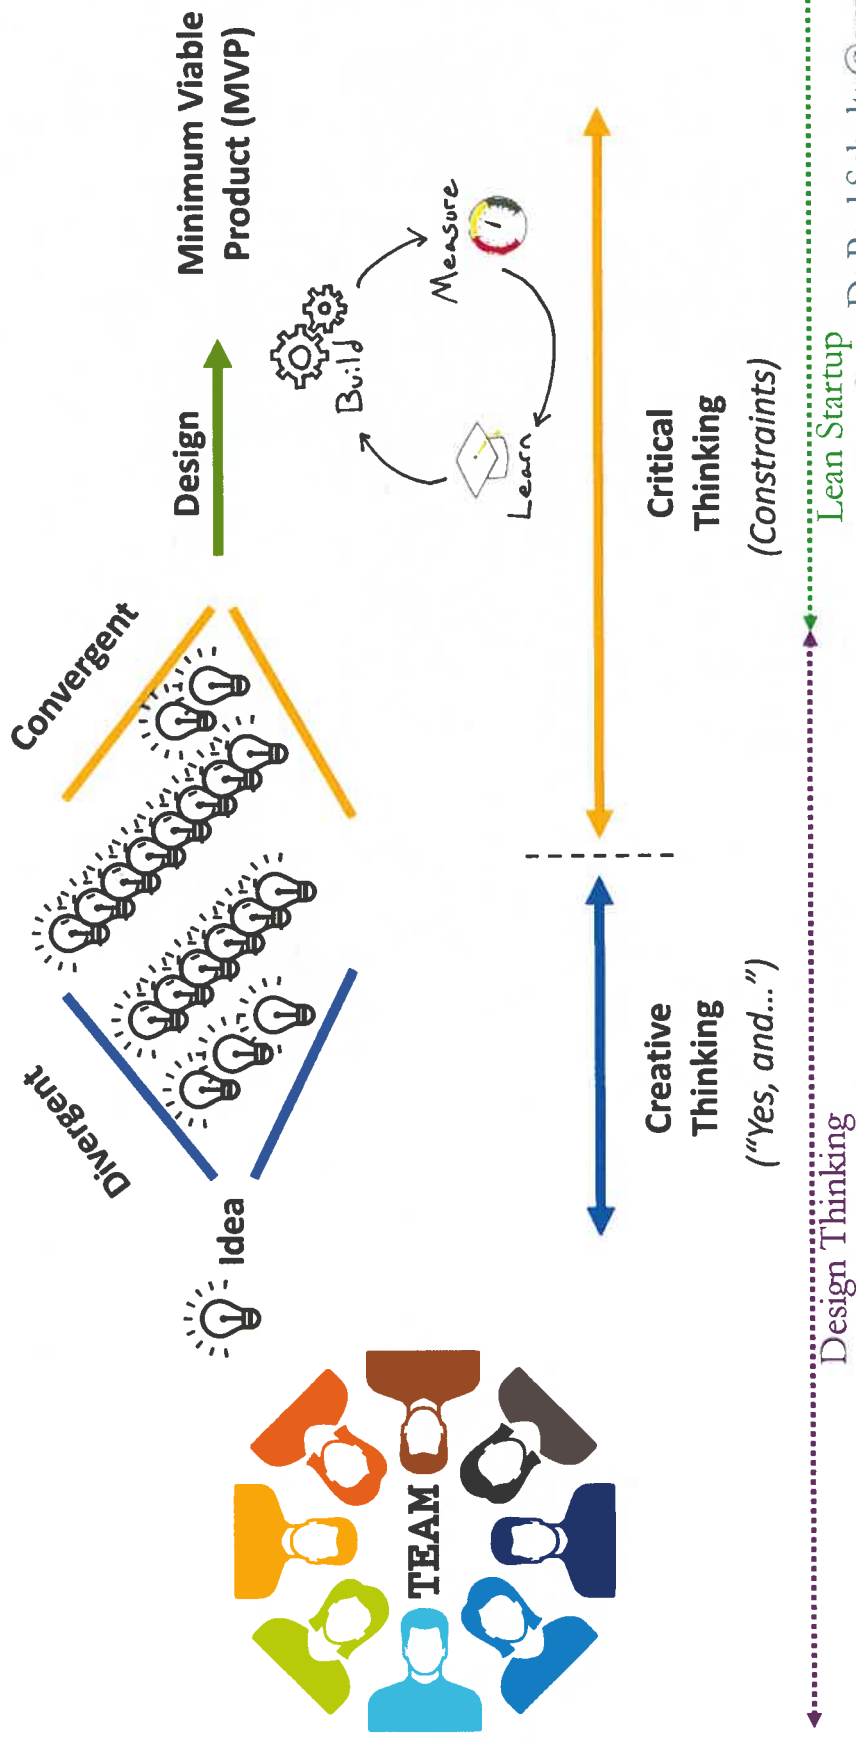 TEAM
Idea
Divergent
Convergent
Design
Minimum Viable
Product (MVP)
Build
Measure
Learn
Creative
Thinking
("Yes, and...")
Critical
Thinking
(Constraints)
Design Thinking
Lean Startup